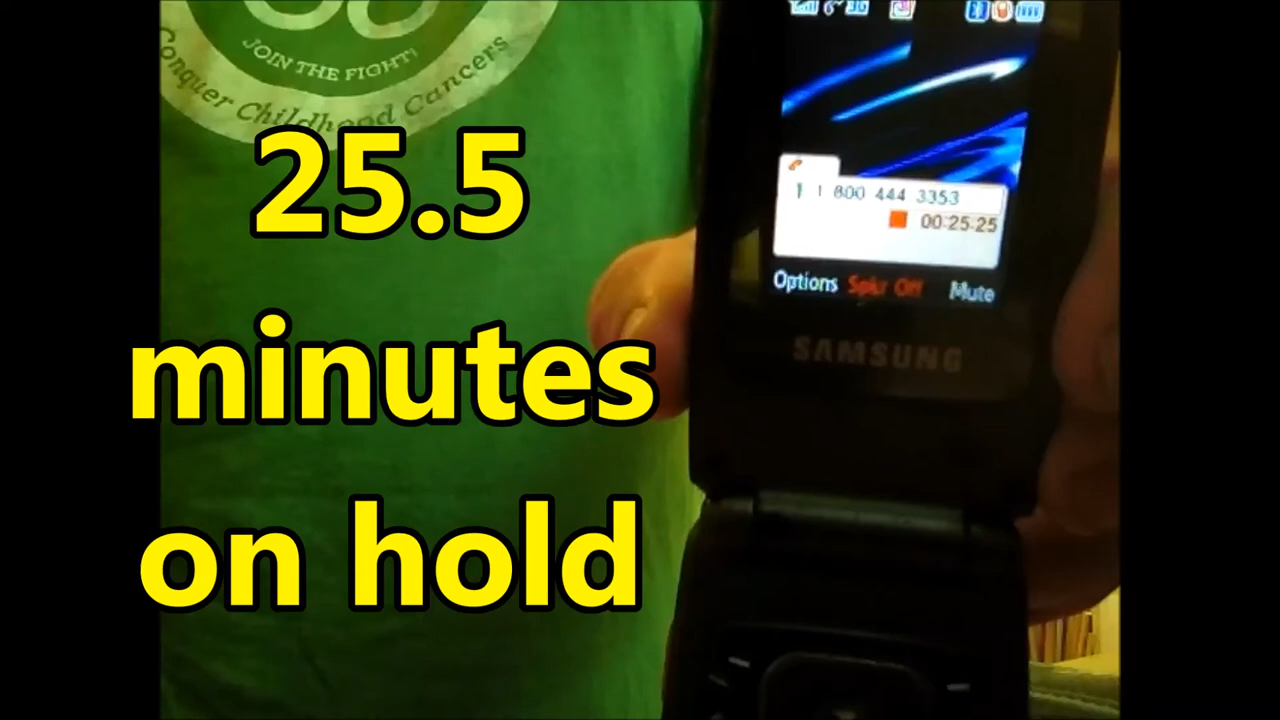 JOIN THE FIGHT!
Conquer Childhood Cancers
25.5
minutes
on hold
3G
1 1 800 444 3353
00:25:25
Options Spkr Off Mute
SAMSUNG